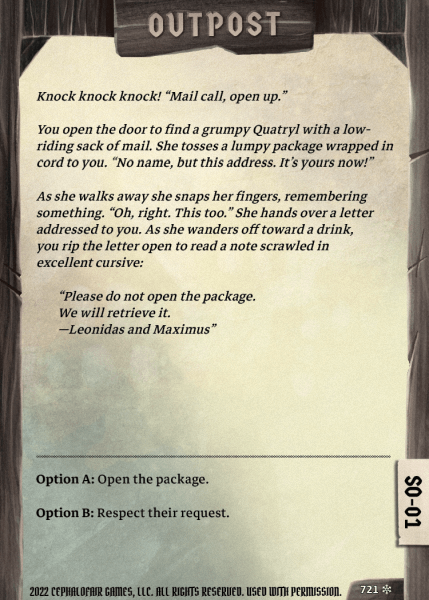 OUTPOST
Knock knock knock! “Mail call, open up.”
You open the door to find a grumpy Quatryl with a low-
riding sack of mail. She tosses a lumpy package wrapped in
cord to you. “No name, but this address. It’s yours now!”
As she walks away she snaps her fingers, remembering
something. “Oh, right. This too.” She hands over a letter
addressed to you. As she wanders off toward a drink,
you rip the letter open to read a note scrawled in
excellent cursive:
“Please do not open the package.
We will retrieve it.
—Leonidas and Maximus”
Option A: Open the package.
Option B: Respect their request.
SO-01
2022 CEPHALOFAIR GAMES, LLC. ALL RIGHTS RESERVED. USED WITH PERMISSION.
721